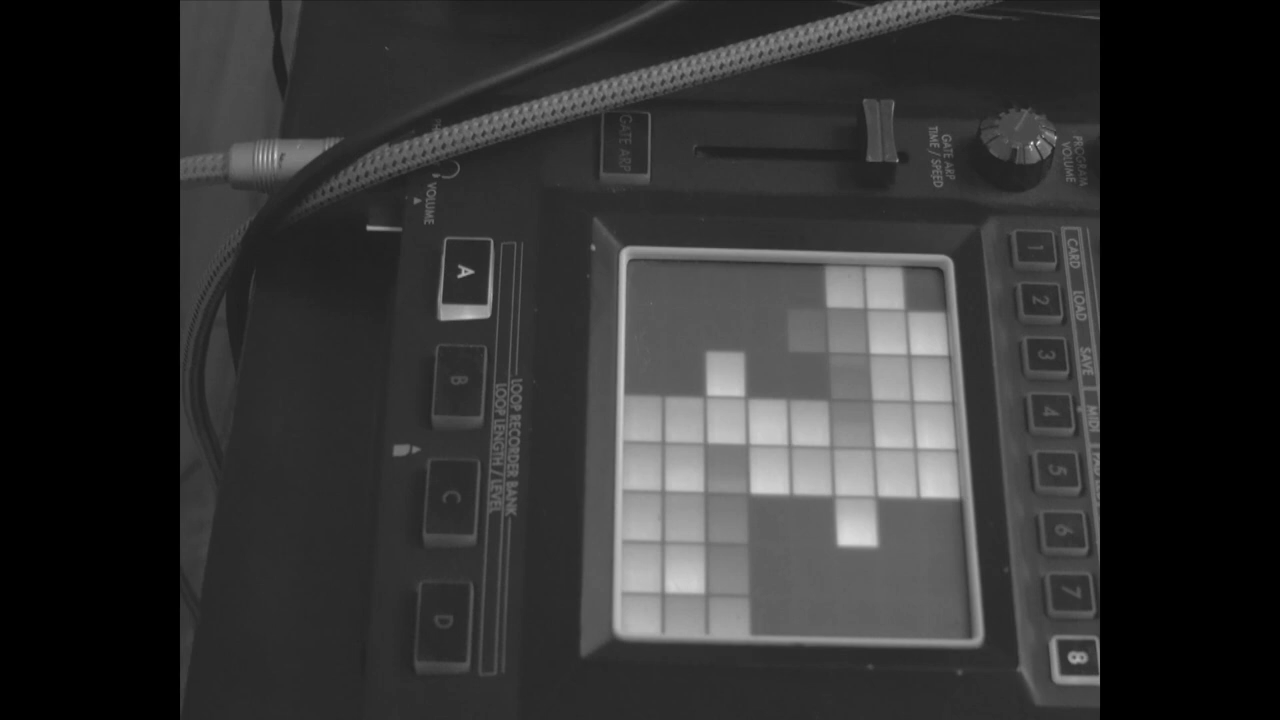 GATE ARP
GATE ARP
TIME / SPEED
PROGRAM
VOLUME
VOLUME
A
B
C
D
LOOP RECORDER BANK
LOOP LENGTH / LEVEL
CARD
LOAD
SAVE
MIDI
1
2
3
4
5
6
7
8